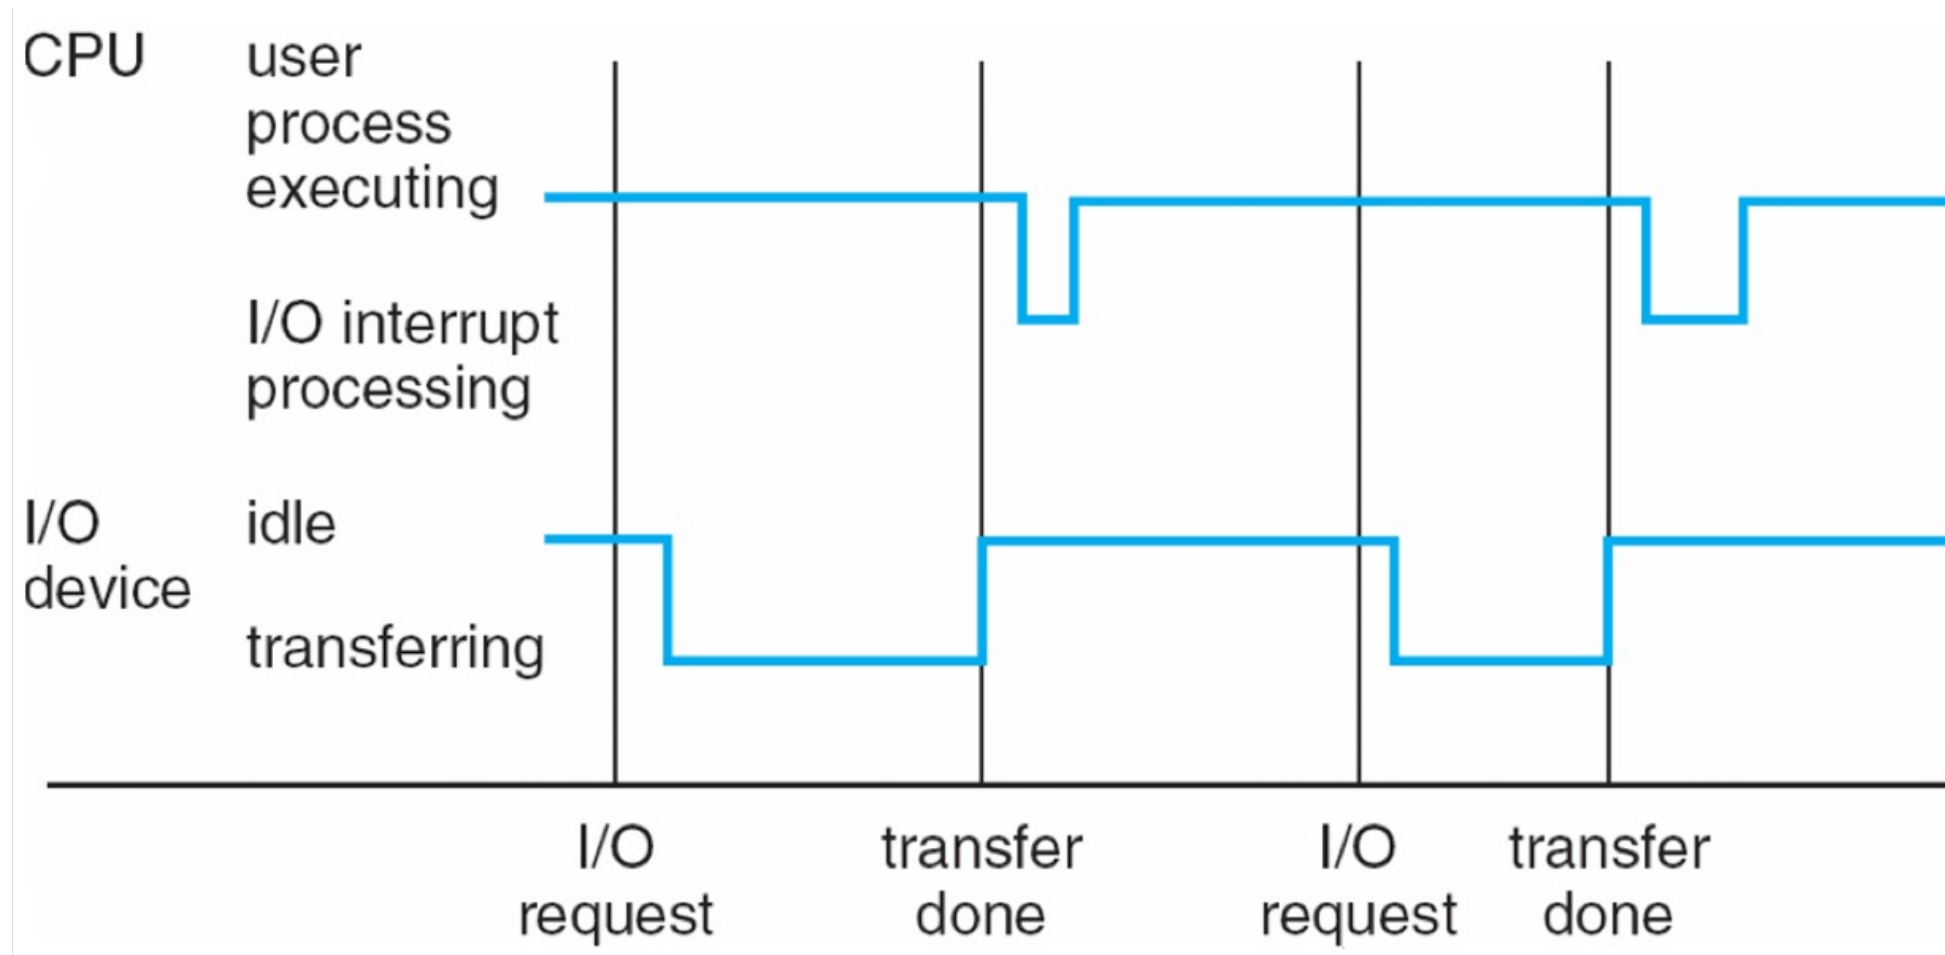 CPU
user
process
executing
I/O interrupt
processing
I/O
device
idle
transferring
I/O
request
transfer
done
I/O
request
transfer
done